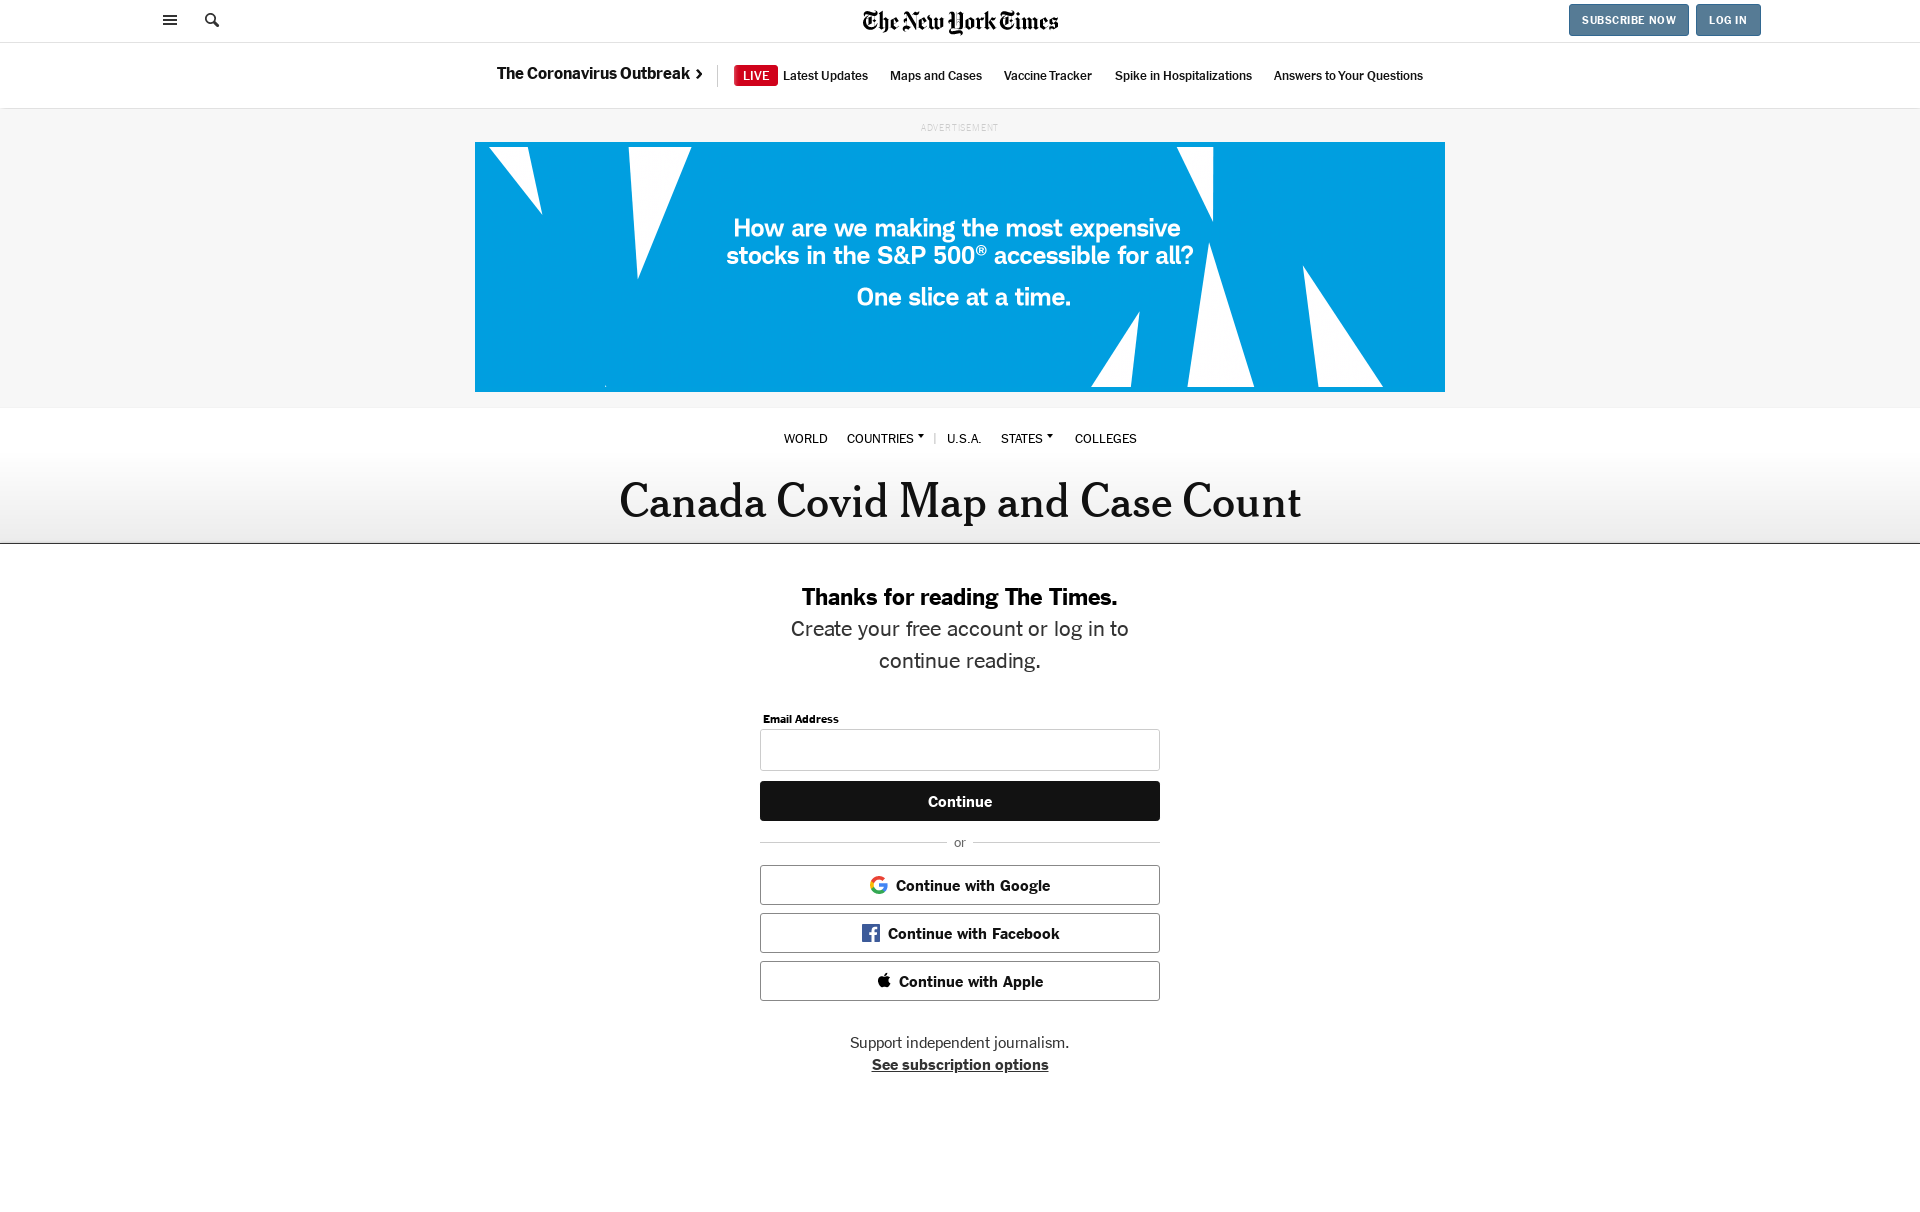 The New York Times
SUBSCRIBE NOW
LOG IN
The Coronavirus Outbreak
LIVE Latest Updates
Maps and Cases
Vaccine Tracker
Spike in Hospitalizations
Answers to Your Questions
ADVERTISEMENT
How are we making the most expensive
stocks in the S&P 500® accessible for all?
One slice at a time.
WORLD
COUNTRIES
U.S.A.
STATES
COLLEGES
Canada Covid Map and Case Count
Thanks for reading The Times.
Create your free account or log in to
continue reading.
Email Address
Continue
or
Continue with Google
Continue with Facebook
Continue with Apple
Support independent journalism.
See subscription options